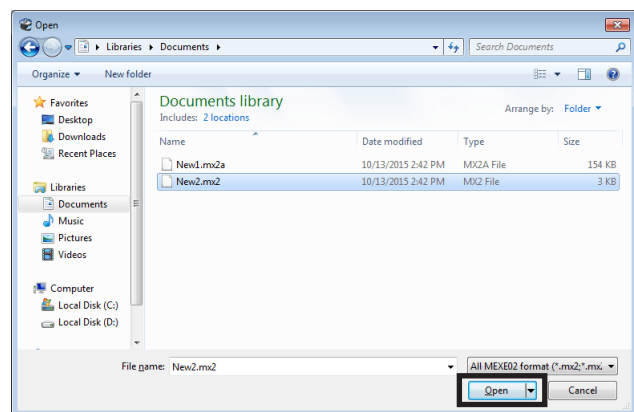 Open
Libraries Documents
Search Documents
Organize New folder
Favorites
Desktop
Downloads
Recent Places
Libraries
Documents
Music
Pictures
Videos
Computer
Local Disk (C:)
Local Disk (D:)
Documents library
Includes: 2 locations
Arrange by: Folder
Name Date modified Type Size
New1.mx2a 10/13/2015 2:42 PM MX2A File 154 KB
New2.mx2 10/13/2015 2:42 PM MX2 File 3 KB
File name: New2.mx2
All MEXE02 format (*.mx2;*.mx
Open Cancel